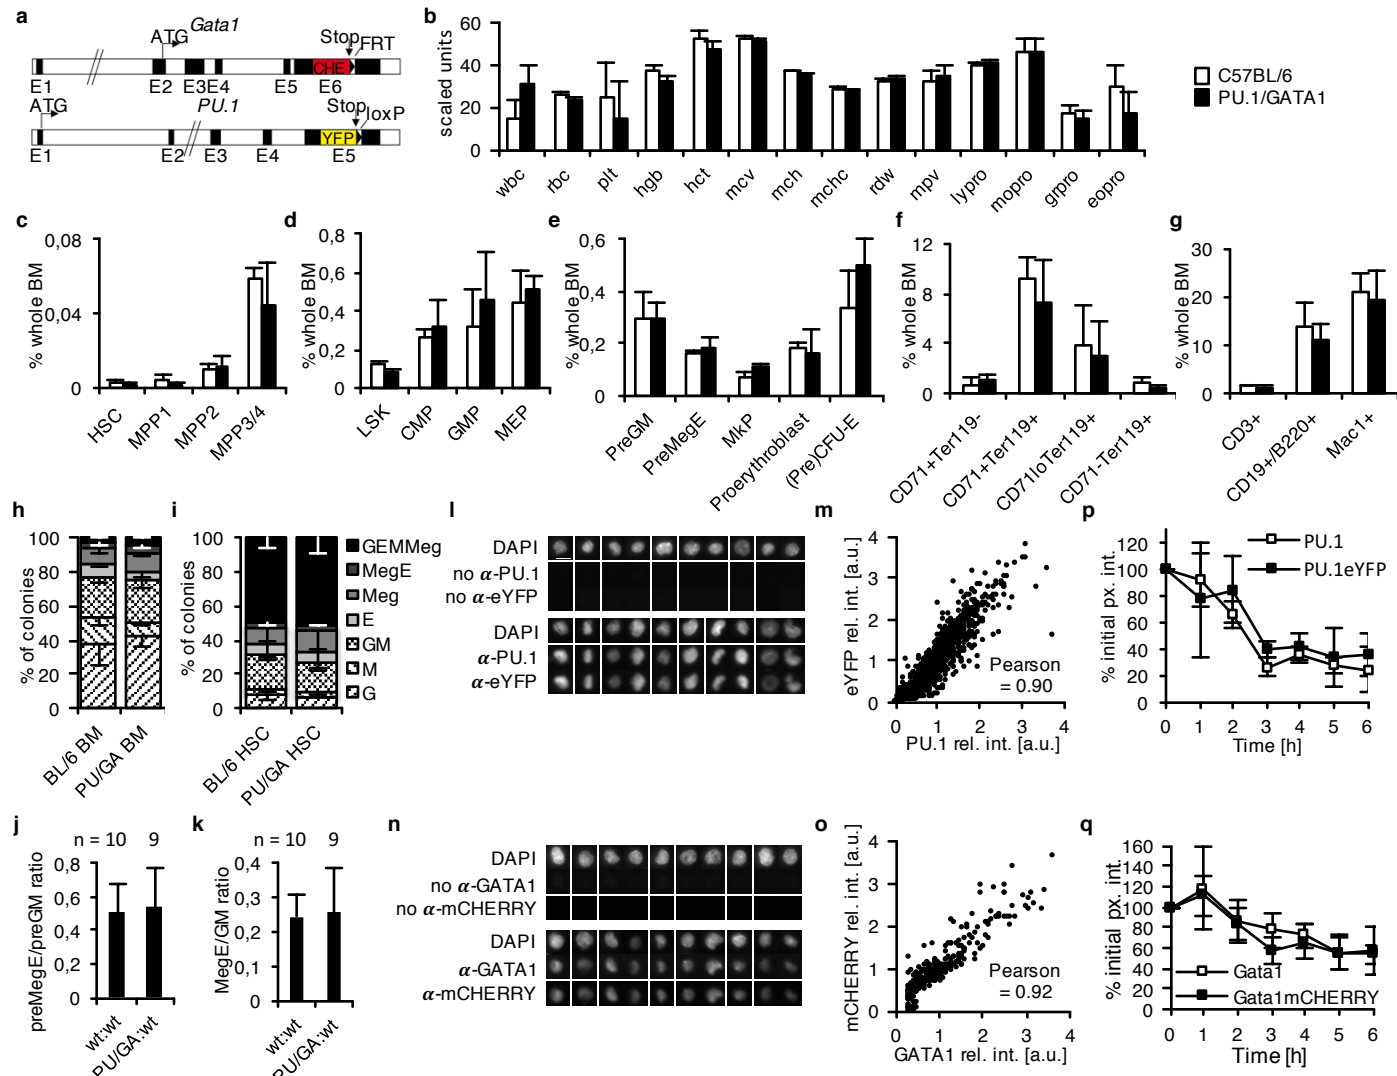 a
Gata1
ATG
Stop
FRT
CHE
E1
E2
E3
E4
E5
E6
ATG
PU.1
Stop
loxP
YFP
E1
E2
E3
E4
E5
b
scaled units
60
40
20
0
wbc
rbc
plt
hgb
hct
mcv
mch
mchc
rdw
mpv
lypro
mopro
grpro
eopro
C57BL/6
PU.1/GATA1
c
% whole BM
0,08
0,04
0
HSC
MPP1
MPP2
MPP3/4
d
% whole BM
0,8
0,6
0,4
0,2
0
LSK
CMP
GMP
MEP
e
% whole BM
0,6
0,4
0,2
0
PreGM
PreMegE
MkP
Proerythroblast
(Pre)CFU-E
f
% whole BM
12
8
4
0
CD71+Ter119-
CD71+Ter119+
CD71loTer119+
CD71-Ter119+
g
% whole BM
30
20
10
0
CD3+
CD19+/B220+
Mac1+
h
% of colonies
100
80
60
40
20
0
BL/6 BM
PU/GA BM
i
% of colonies
100
80
60
40
20
0
BL/6 HSC
PU/GA HSC
GEMMeg
MegE
Meg
E
GM
M
G
l
DAPI
no α-PU.1
no α-eYFP
DAPI
α-PU.1
α-eYFP
m
eYFP rel. int. [a.u.]
4
3
2
1
0
Pearson
= 0.90
0 1 2 3 4
PU.1 rel. int. [a.u.]
p
% initial px. int.
120
100
80
60
40
20
0
PU.1
PU.1eYFP
0 1 2 3 4 5 6
Time [h]
j
n = 10 9
preMegE/preGM ratio
0,8
0,6
0,4
0,2
0
wt:wt
PU/GA:wt
k
n = 10 9
MegE/GM ratio
0,4
0,3
0,2
0,1
0
wt:wt
PU/GA:wt
n
DAPI
no α-GATA1
no α-mCHERRY
DAPI
α-GATA1
α-mCHERRY
o
mCHERRY rel. int. [a.u.]
4
3
2
1
0
Pearson
= 0.92
0 1 2 3 4
GATA1 rel. int. [a.u.]
q
% initial px. int.
160
140
120
100
80
60
40
20
0
Gata1
Gata1mCHERRY
0 1 2 3 4 5 6
Time [h]